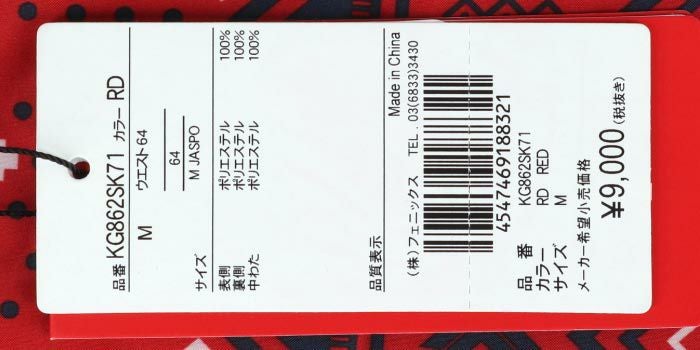 品番 KG862SK71 カラー RD
ウエスト 64
M
64
サイズ M JASPO
表側 ポリエステル 100%
裏側 ポリエステル 100%
中わた ポリエステル 100%
品質表示
Made in China
(株)フェニックス TEL. 03(6833)3430
4547469188321
品 番 KG862SK71
カラー RD RED
サイズ M
メーカー希望小売価格
¥9,000(税抜き)